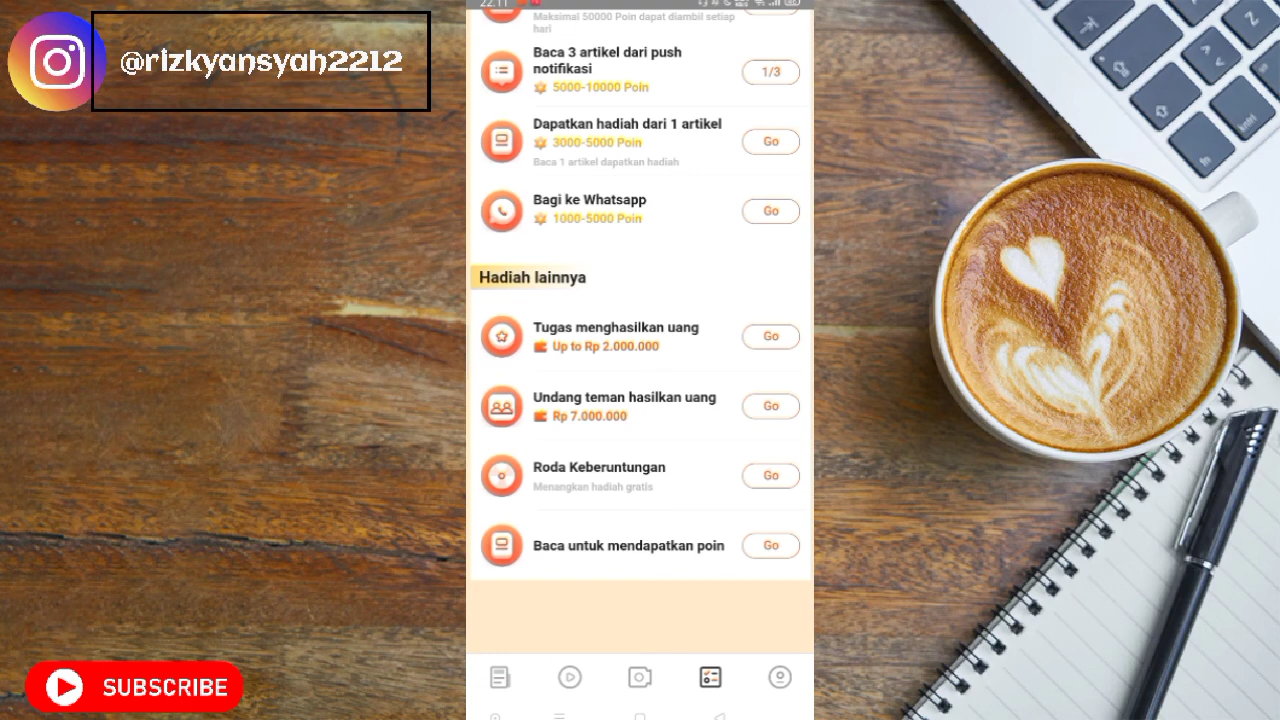 @rizkyansyah2212
22.11
Maksimal 50000 Poin dapat diambil setiap
hari
Baca 3 artikel dari push
notifikasi
5000-10000 Poin
1/3
Dapatkan hadiah dari 1 artikel
3000-5000 Poin
Baca 1 artikel dapatkan hadiah
Go
Bagi ke Whatsapp
1000-5000 Poin
Go
Hadiah lainnya
Tugas menghasilkan uang
Up to Rp 2.000.000
Go
Undang teman hasilkan uang
Rp 7.000.000
Go
Roda Keberuntungan
Menangkan hadiah gratis
Go
Baca untuk mendapatkan poin
Go
SUBSCRIBE